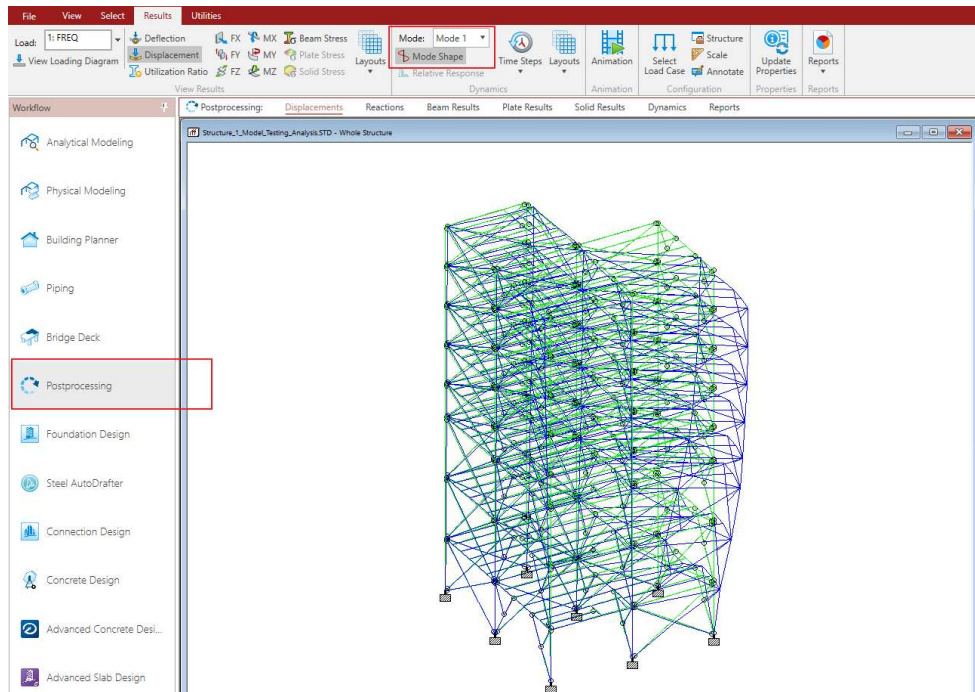 File View Select Results Utilities
Load: 1: FREQ
View Loading Diagram
Deflection
Displacement
Utilization Ratio
FX MX Beam Stress
FY MY Plate Stress
FZ MZ Solid Stress
Layouts
View Results
Mode: Mode 1
Mode Shape
Relative Response
Time Steps
Layouts
Dynamics
Animation
Animation
Select Load Case
Structure
Scale
Annotate
Configuration
Update Properties
Properties
Reports
Reports
Workflow
Postprocessing: Displacements Reactions Beam Results Plate Results Solid Results Dynamics Reports
Structure_1_Model_Testing_Analysis.STD - Whole Structure
Analytical Modeling
Physical Modeling
Building Planner
Piping
Bridge Deck
Postprocessing
Foundation Design
Steel AutoDrafter
Connection Design
Concrete Design
Advanced Concrete Desi...
Advanced Slab Design